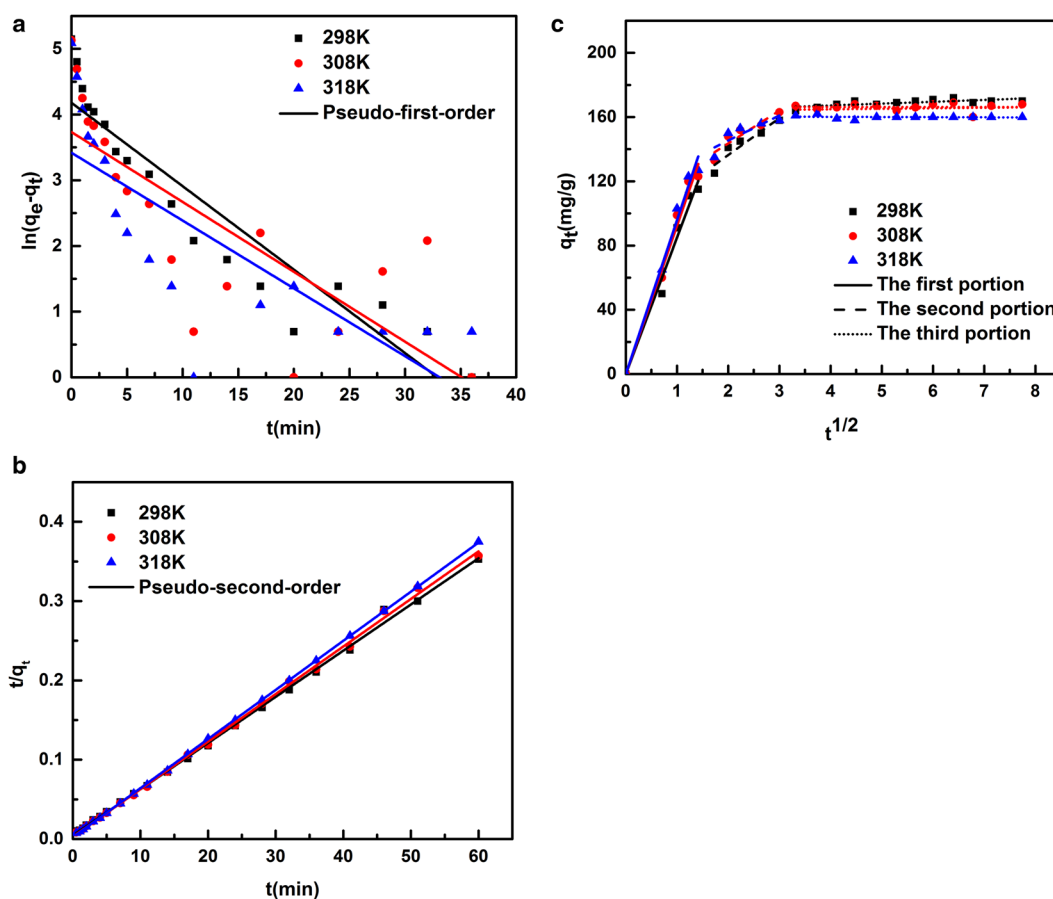 a
5
4
3
2
1
0
ln(qe-qt)
298K
308K
318K
Pseudo-first-order
0 5 10 15 20 25 30 35 40
t(min)
c
200
160
120
80
40
0
qt(mg/g)
298K
308K
318K
The first portion
The second portion
The third portion
0 1 2 3 4 5 6 7 8
t1/2
b
0.4
0.3
0.2
0.1
0.0
t/qt
298K
308K
318K
Pseudo-second-order
0 10 20 30 40 50 60
t(min)